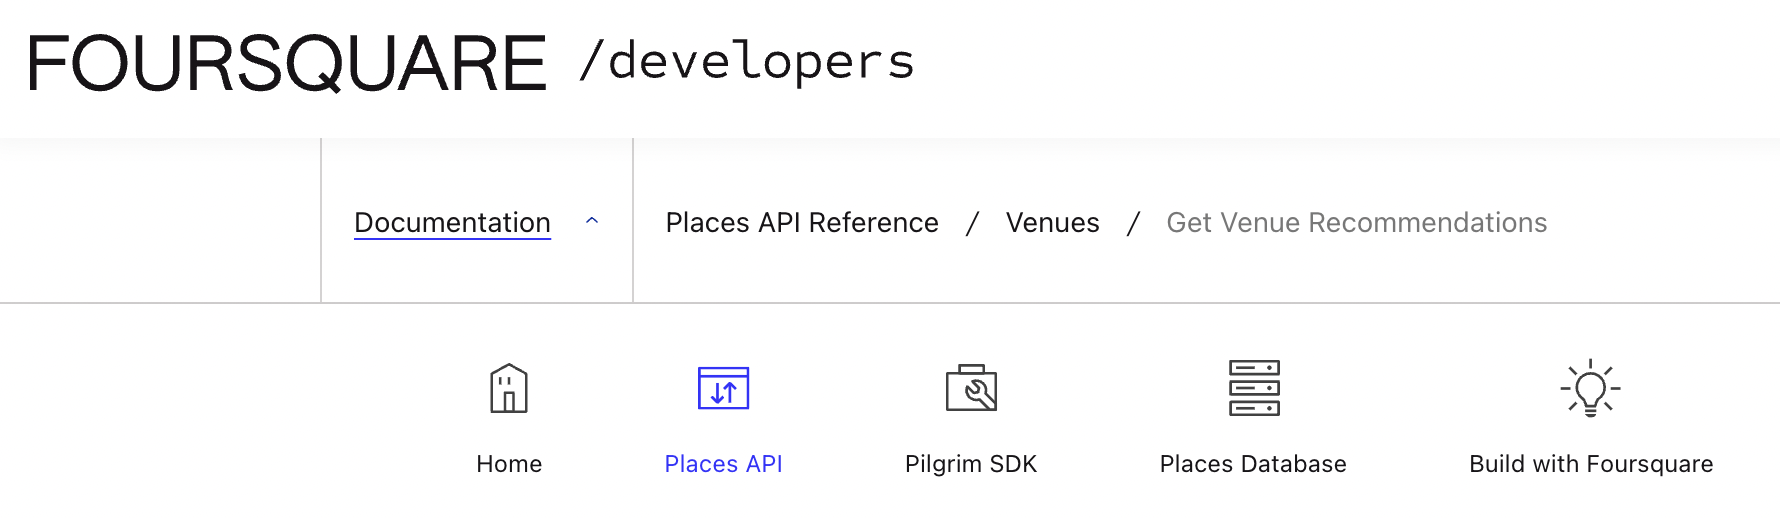 FOURSQUARE /developers
Documentation
Places API Reference / Venues / Get Venue Recommendations
Home
Places API
Pilgrim SDK
Places Database
Build with Foursquare